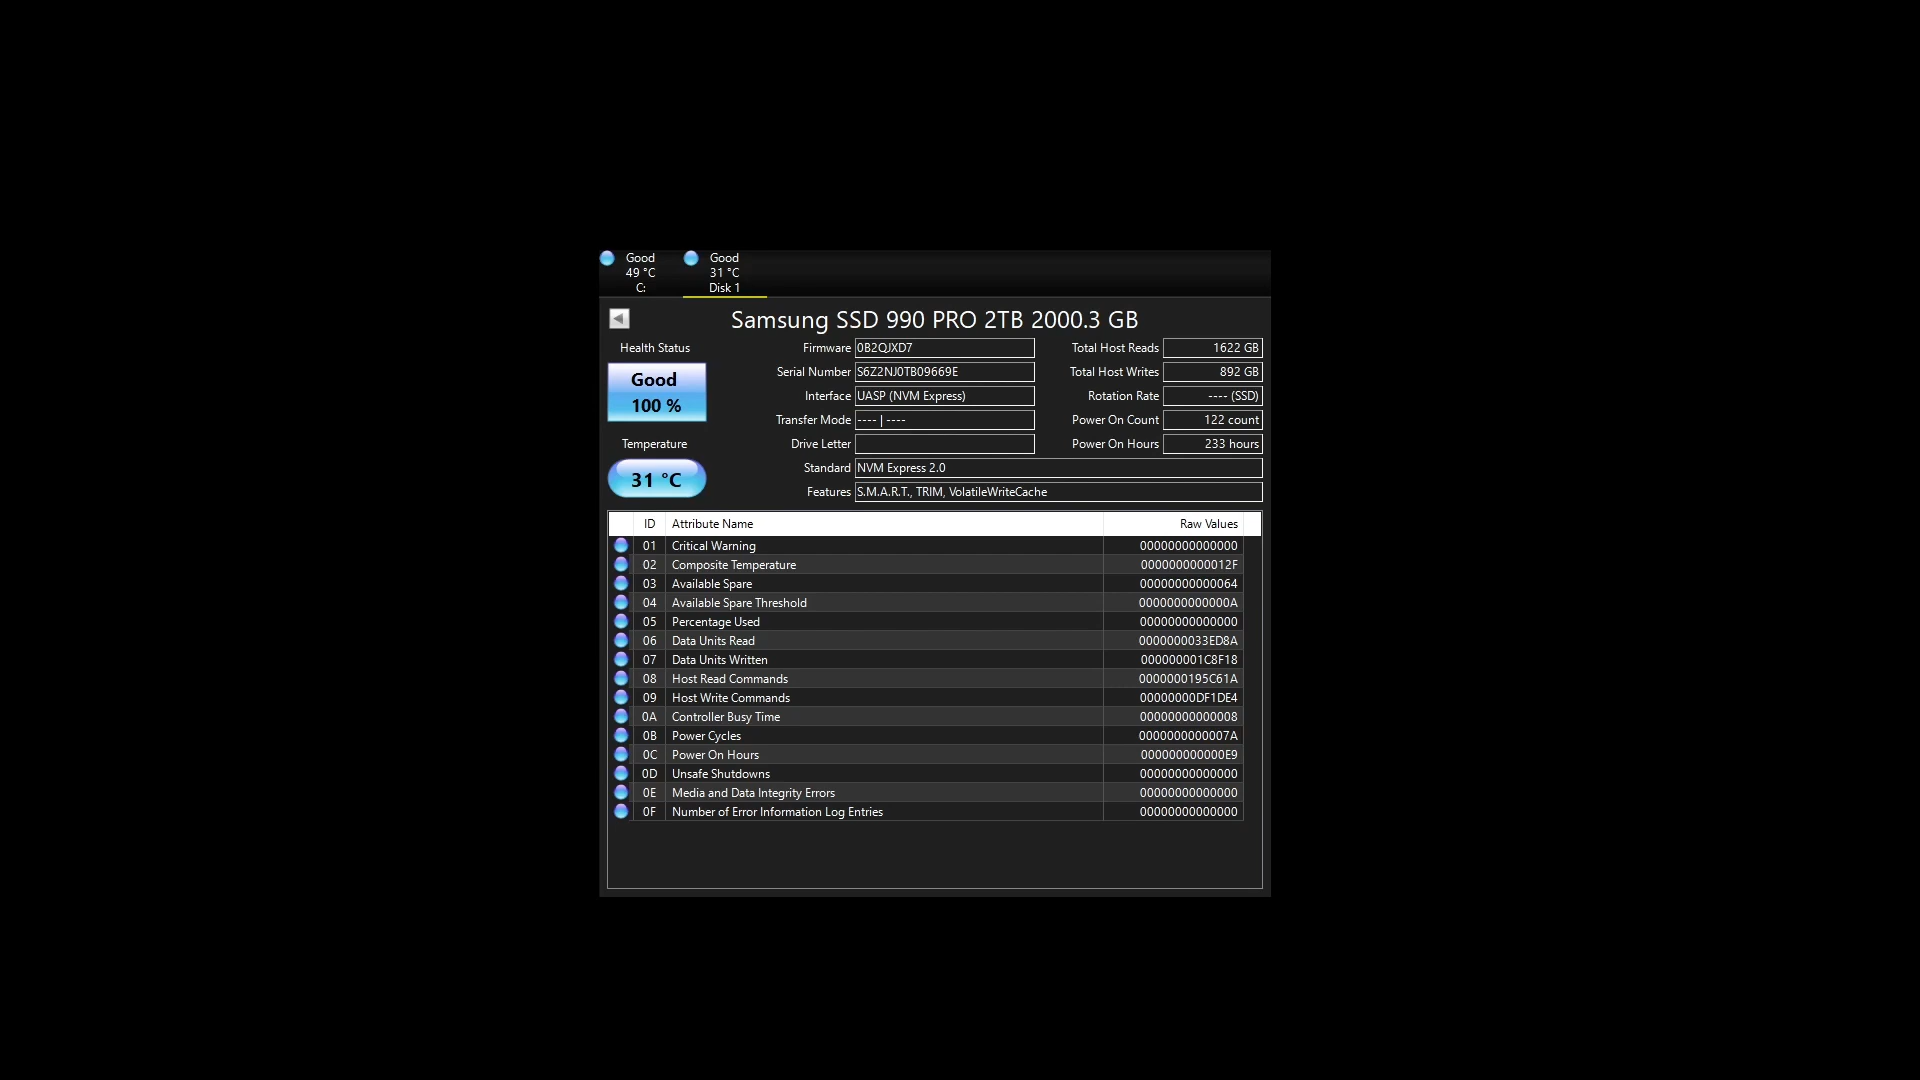 Good Good
49 °C 31 °C
C: Disk 1
Samsung SSD 990 PRO 2TB 2000.3 GB
Health Status Firmware 0B2QJXD7 Total Host Reads 1622 GB
Good Serial Number S6Z2NJ0TB09669E Total Host Writes 892 GB
100 % Interface UASP (NVM Express) Rotation Rate ---- (SSD)
Transfer Mode ---- | ---- Power On Count 122 count
Temperature Drive Letter Power On Hours 233 hours
31 °C Standard NVM Express 2.0
Features S.M.A.R.T., TRIM, VolatileWriteCache
ID Attribute Name Raw Values
01 Critical Warning 00000000000000
02 Composite Temperature 0000000000012F
03 Available Spare 00000000000064
04 Available Spare Threshold 0000000000000A
05 Percentage Used 00000000000000
06 Data Units Read 0000000033ED8A
07 Data Units Written 000000001C8F18
08 Host Read Commands 0000000195C61A
09 Host Write Commands 00000000DF1DE4
0A Controller Busy Time 00000000000008
0B Power Cycles 0000000000007A
0C Power On Hours 000000000000E9
0D Unsafe Shutdowns 00000000000000
0E Media and Data Integrity Errors 00000000000000
0F Number of Error Information Log Entries 00000000000000